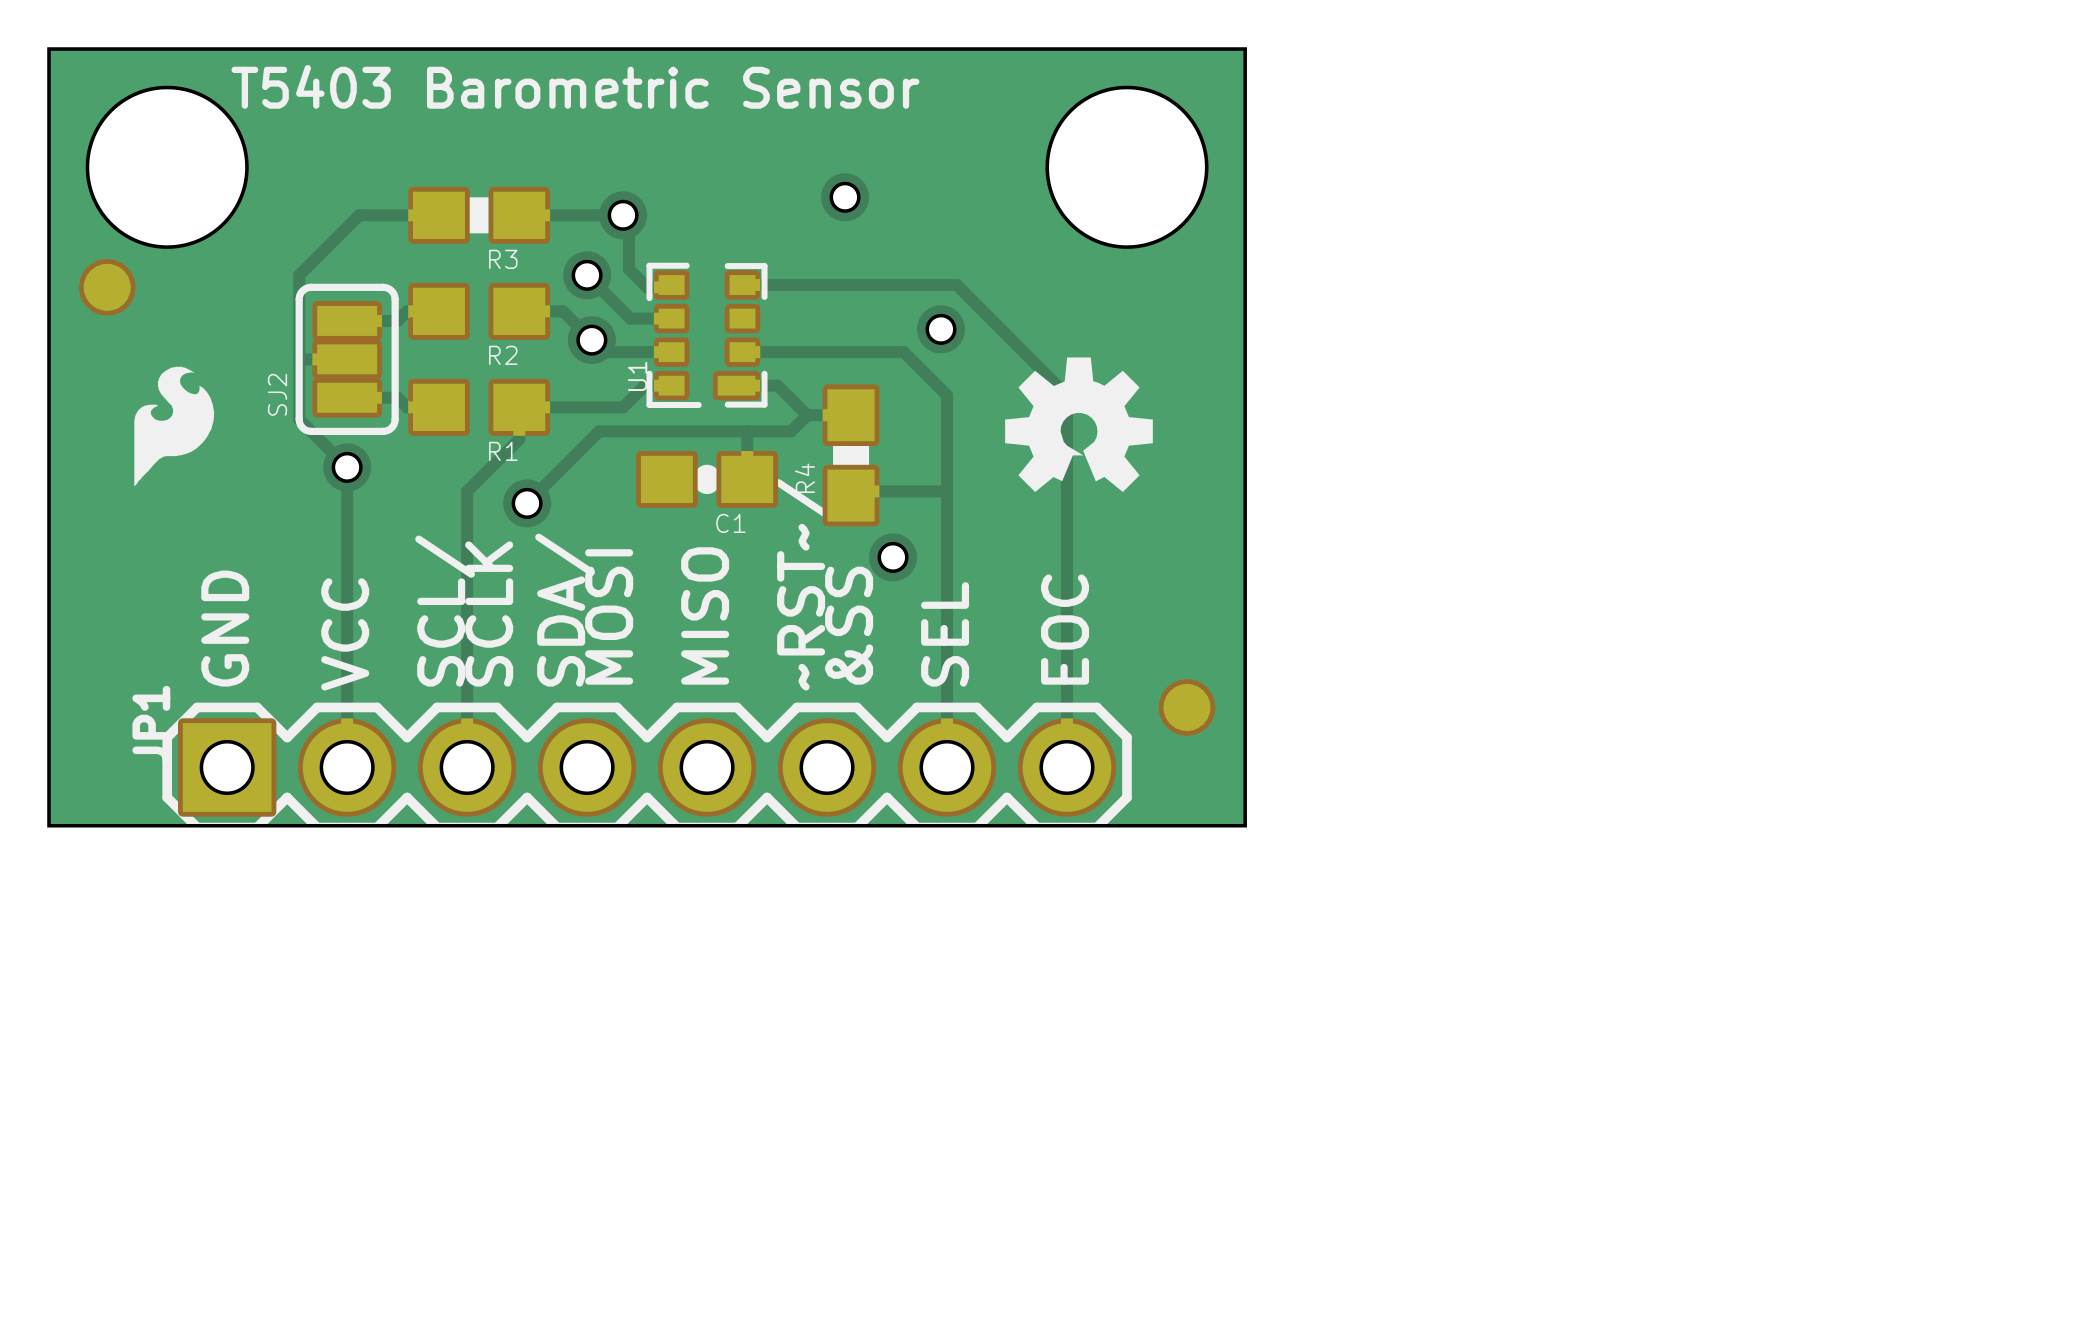 T5403 Barometric Sensor
R3
R2
U1
SJ2
R1
R4
C1
GND
VCC
SCL/
SCLK
SDA/
MOSI
MISO
~RST~/
&SS
SEL
EOC
JP1